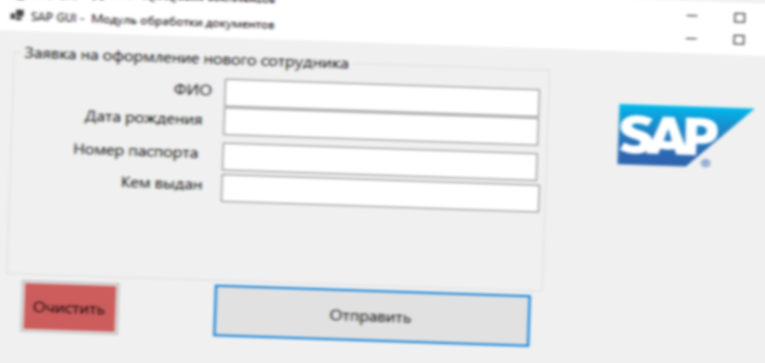 SAP GUI - Модуль обработки документов
Заявка на оформление нового сотрудника
ФИО
Дата рождения
Номер паспорта
Кем выдан
SAP
®
Очистить
Отправить